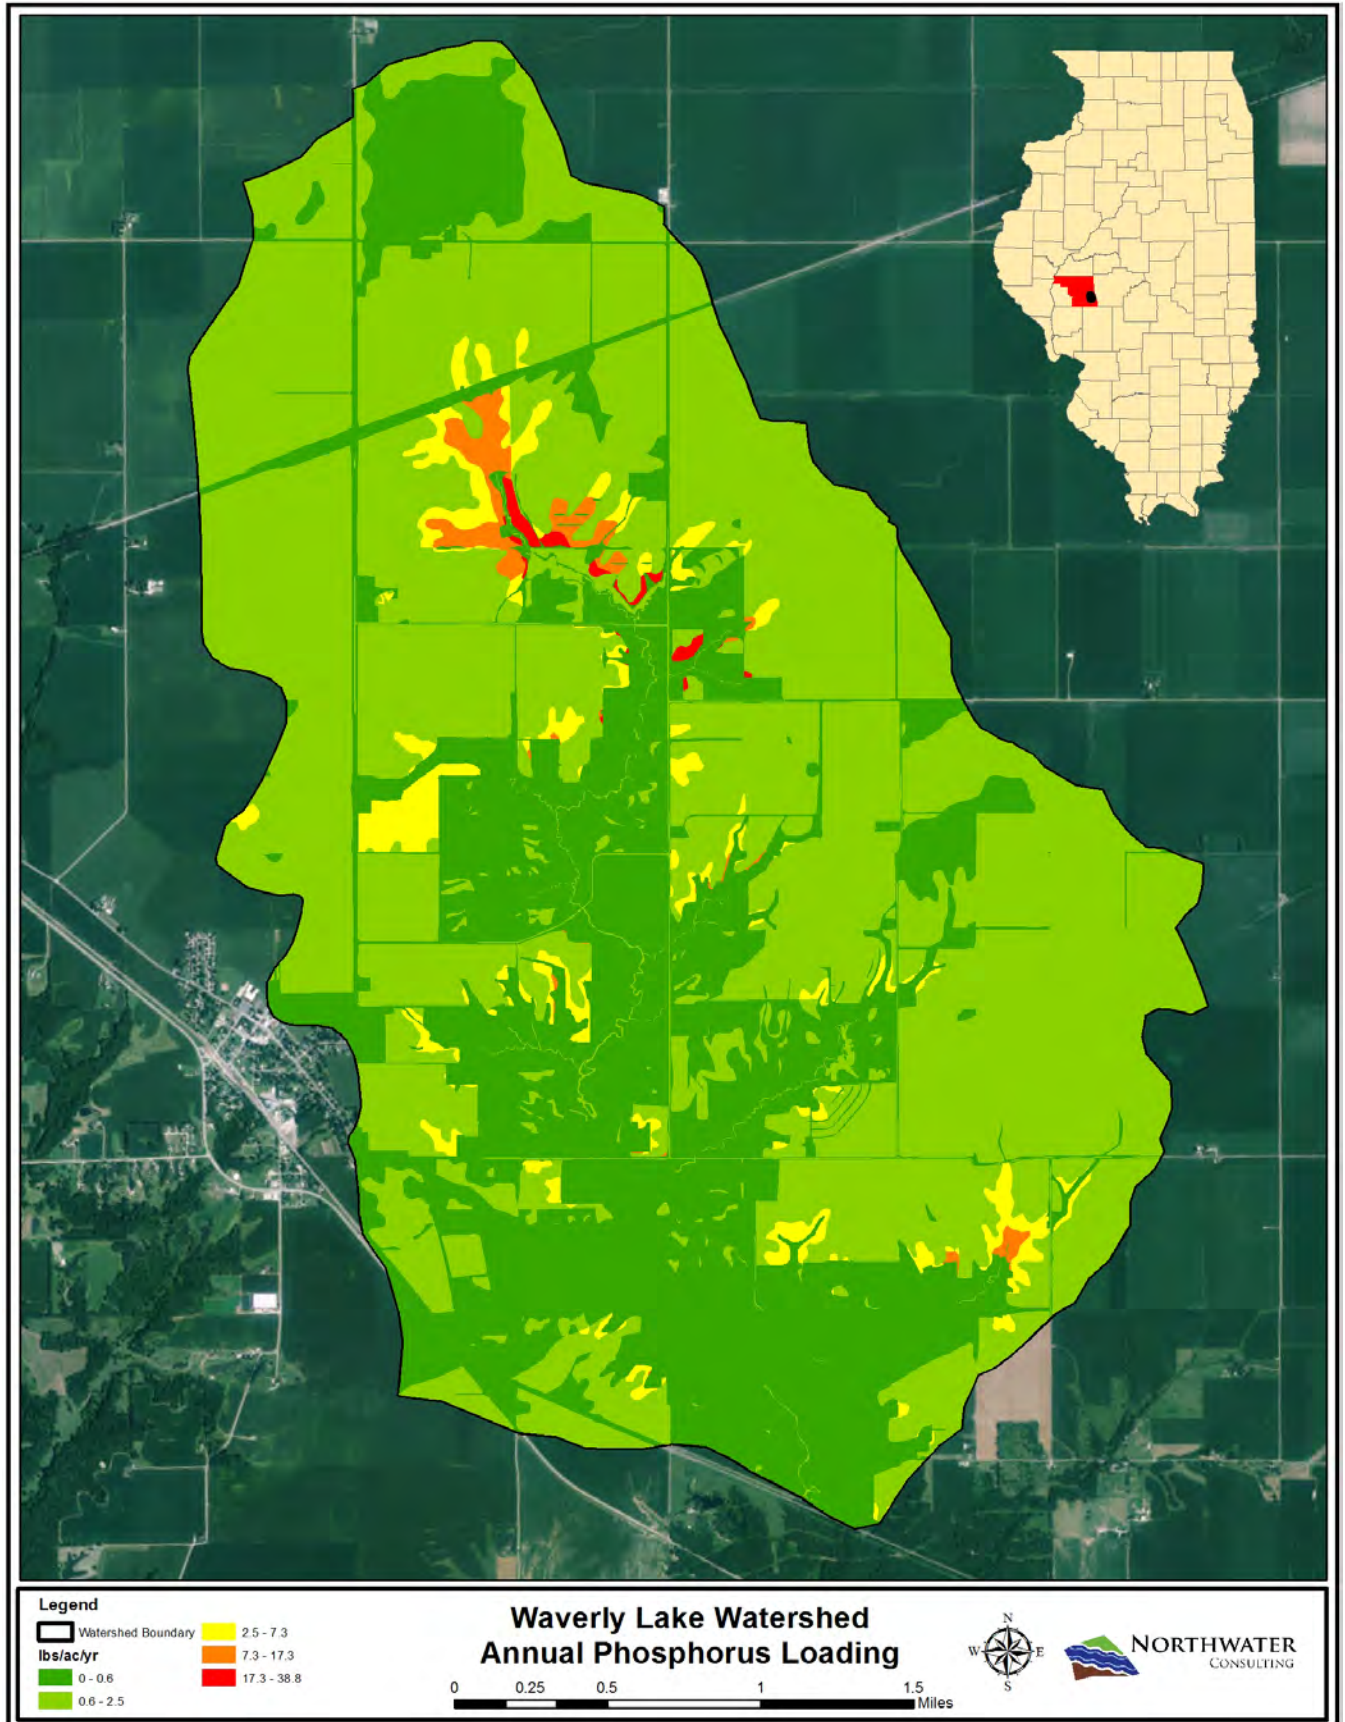 Legend
Watershed Boundary
lbs/ac/yr
0 - 0.6
0.6 - 2.5
2.5 - 7.3
7.3 - 17.3
17.3 - 38.8
Waverly Lake Watershed
Annual Phosphorus Loading
0 0.25 0.5 1 1.5
Miles
N
W E
S
NORTHWATER
CONSULTING